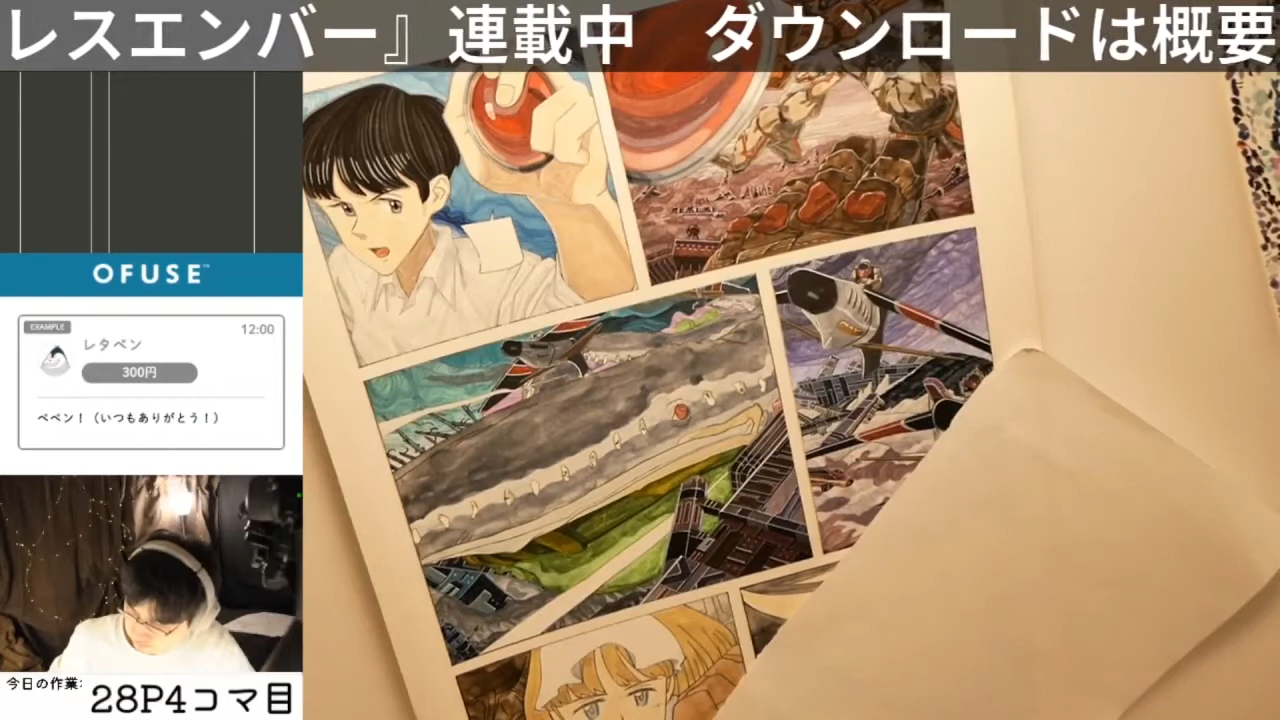 レスエンバー』連載中　ダウンロードは概要
OFUSE™
EXAMPLE
12:00
レタペン
300円
ペペン！（いつもありがとう！）
今日の作業
28P4コマ目